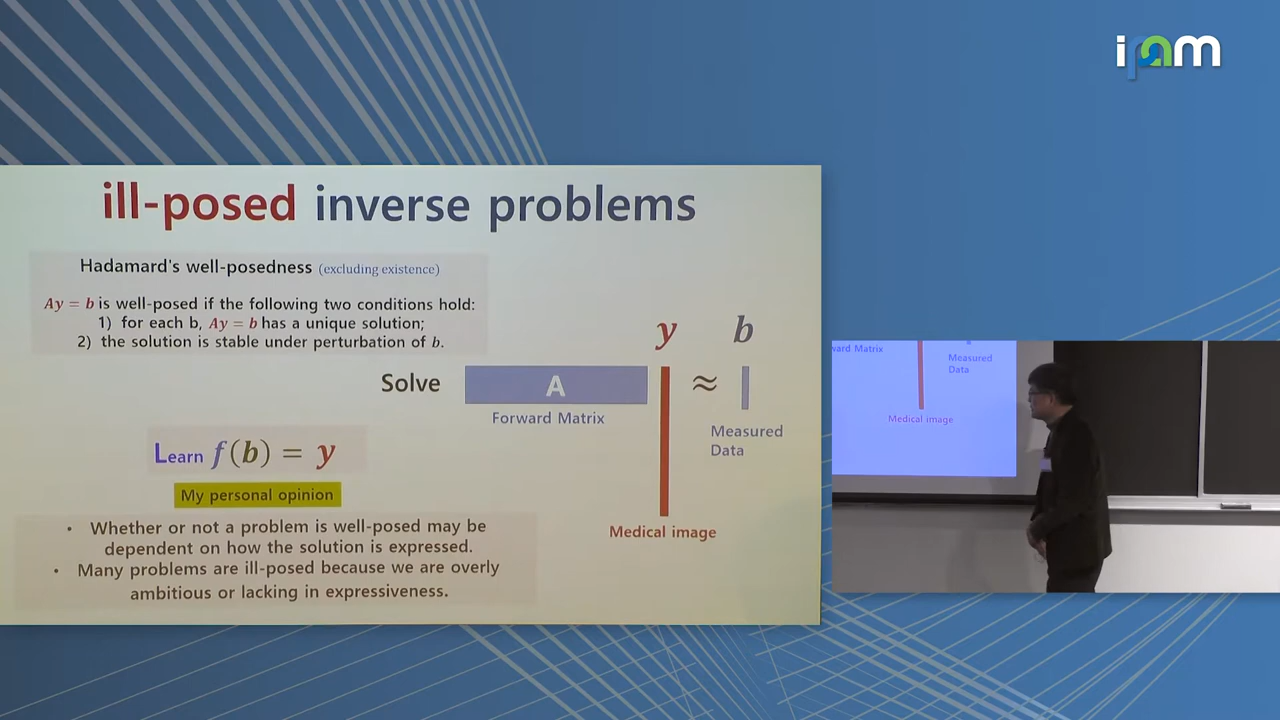 ipam
ill-posed inverse problems
Hadamard's well-posedness (excluding existence)
Ay = b is well-posed if the following two conditions hold:
1) for each b, Ay = b has a unique solution;
2) the solution is stable under perturbation of b.
y b
Solve A ≈
Forward Matrix
Measured
Data
Learn f(b) = y
My personal opinion
Medical image
• Whether or not a problem is well-posed may be
dependent on how the solution is expressed.
• Many problems are ill-posed because we are overly
ambitious or lacking in expressiveness.
ward Matrix
Measured
Data
Medical image